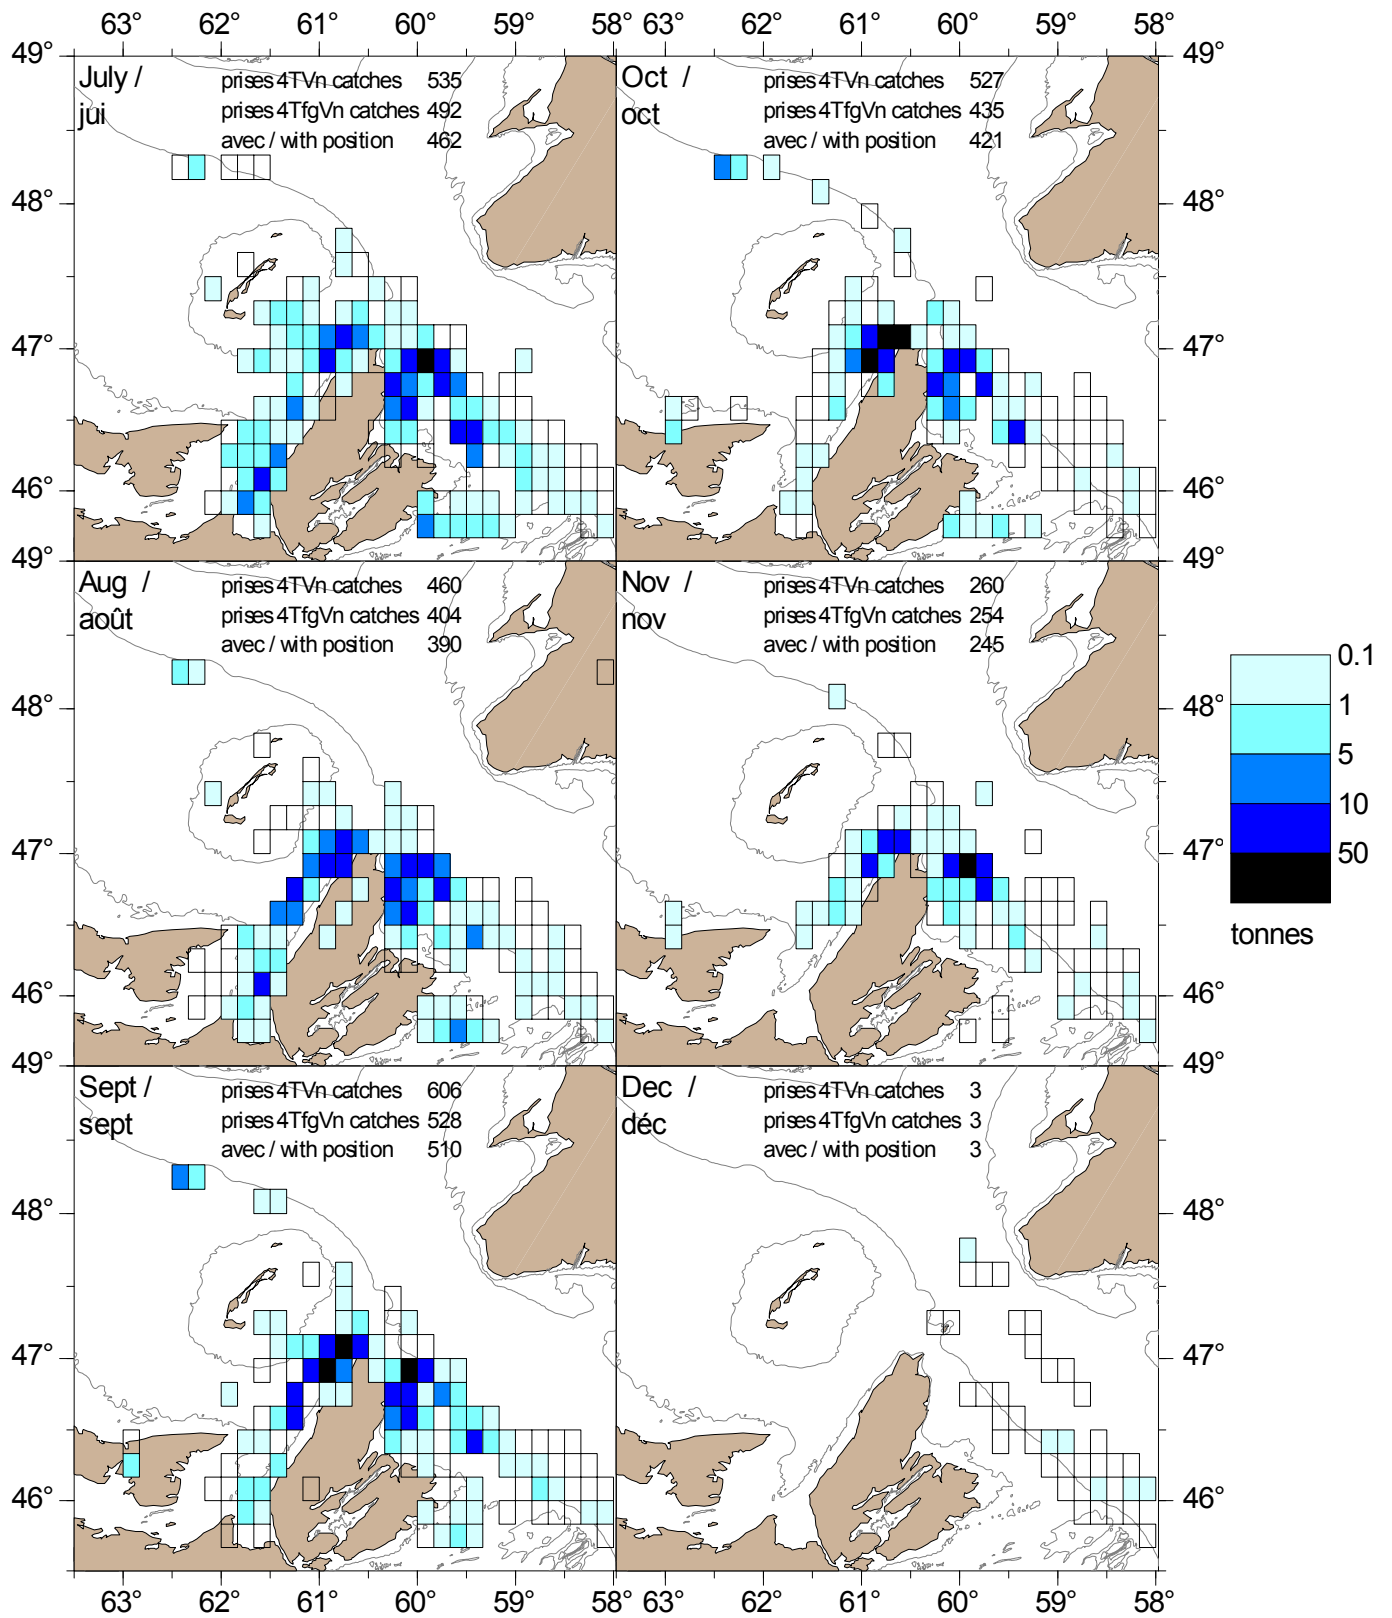 63° 62° 61° 60° 59° 58° 63° 62° 61° 60° 59° 58°
49° 49°
July / jui
prises 4TVn catches 535
prises 4TfgVn catches 492
avec / with position 462
Oct / oct
prises 4TVn catches 527
prises 4TfgVn catches 435
avec / with position 421
48° 48°
47° 47°
46° 46°
49° 49°
Aug / août
prises 4TVn catches 460
prises 4TfgVn catches 404
avec / with position 390
Nov / nov
prises 4TVn catches 260
prises 4TfgVn catches 254
avec / with position 245
48° 48°
47° 47°
46° 46°
49° 49°
0.1
1
5
10
50
tonnes
Sept / sept
prises 4TVn catches 606
prises 4TfgVn catches 528
avec / with position 510
Dec / déc
prises 4TVn catches 3
prises 4TfgVn catches 3
avec / with position 3
48° 48°
47° 47°
46° 46°
63° 62° 61° 60° 59° 58° 63° 62° 61° 60° 59° 58°